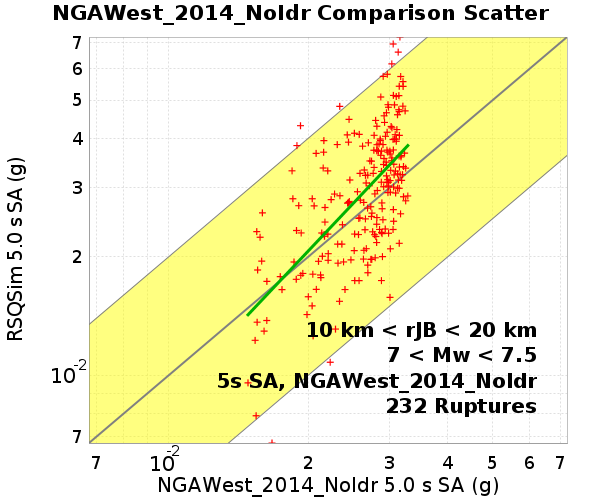 NGAWest_2014_NoIdr Comparison Scatter
RSQSim 5.0 s SA (g)
7
6
5
4
3
2
10^-2
7
10 km < rJB < 20 km
7 < Mw < 7.5
5s SA, NGAWest_2014_NoIdr
232 Ruptures
7 10^-2 2 3 4 5 6 7
NGAWest_2014_NoIdr 5.0 s SA (g)